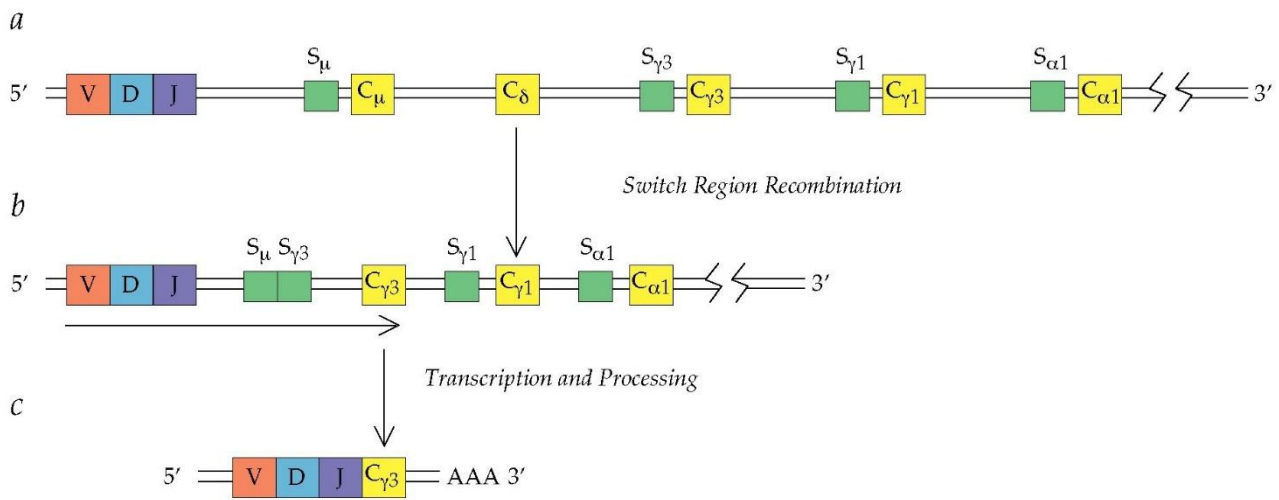 a
Sμ Sγ3 Sγ1 Sα1
5′ V D J Cμ Cδ Cγ3 Cγ1 Cα1 3′
Switch Region Recombination
b
Sμ Sγ3 Sγ1 Sα1
5′ V D J Cγ3 Cγ1 Cα1 3′
Transcription and Processing
c
5′ V D J Cγ3 AAA 3′